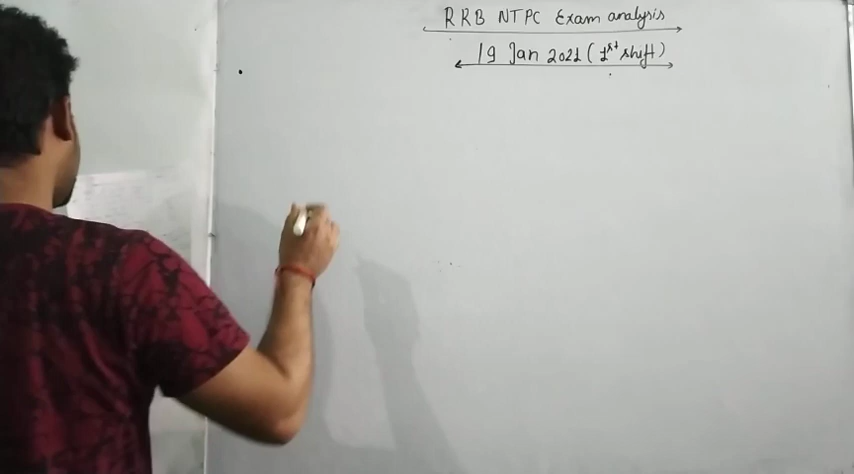 RRB NTPC Exam analysis
19 Jan 2021 (1st shift)